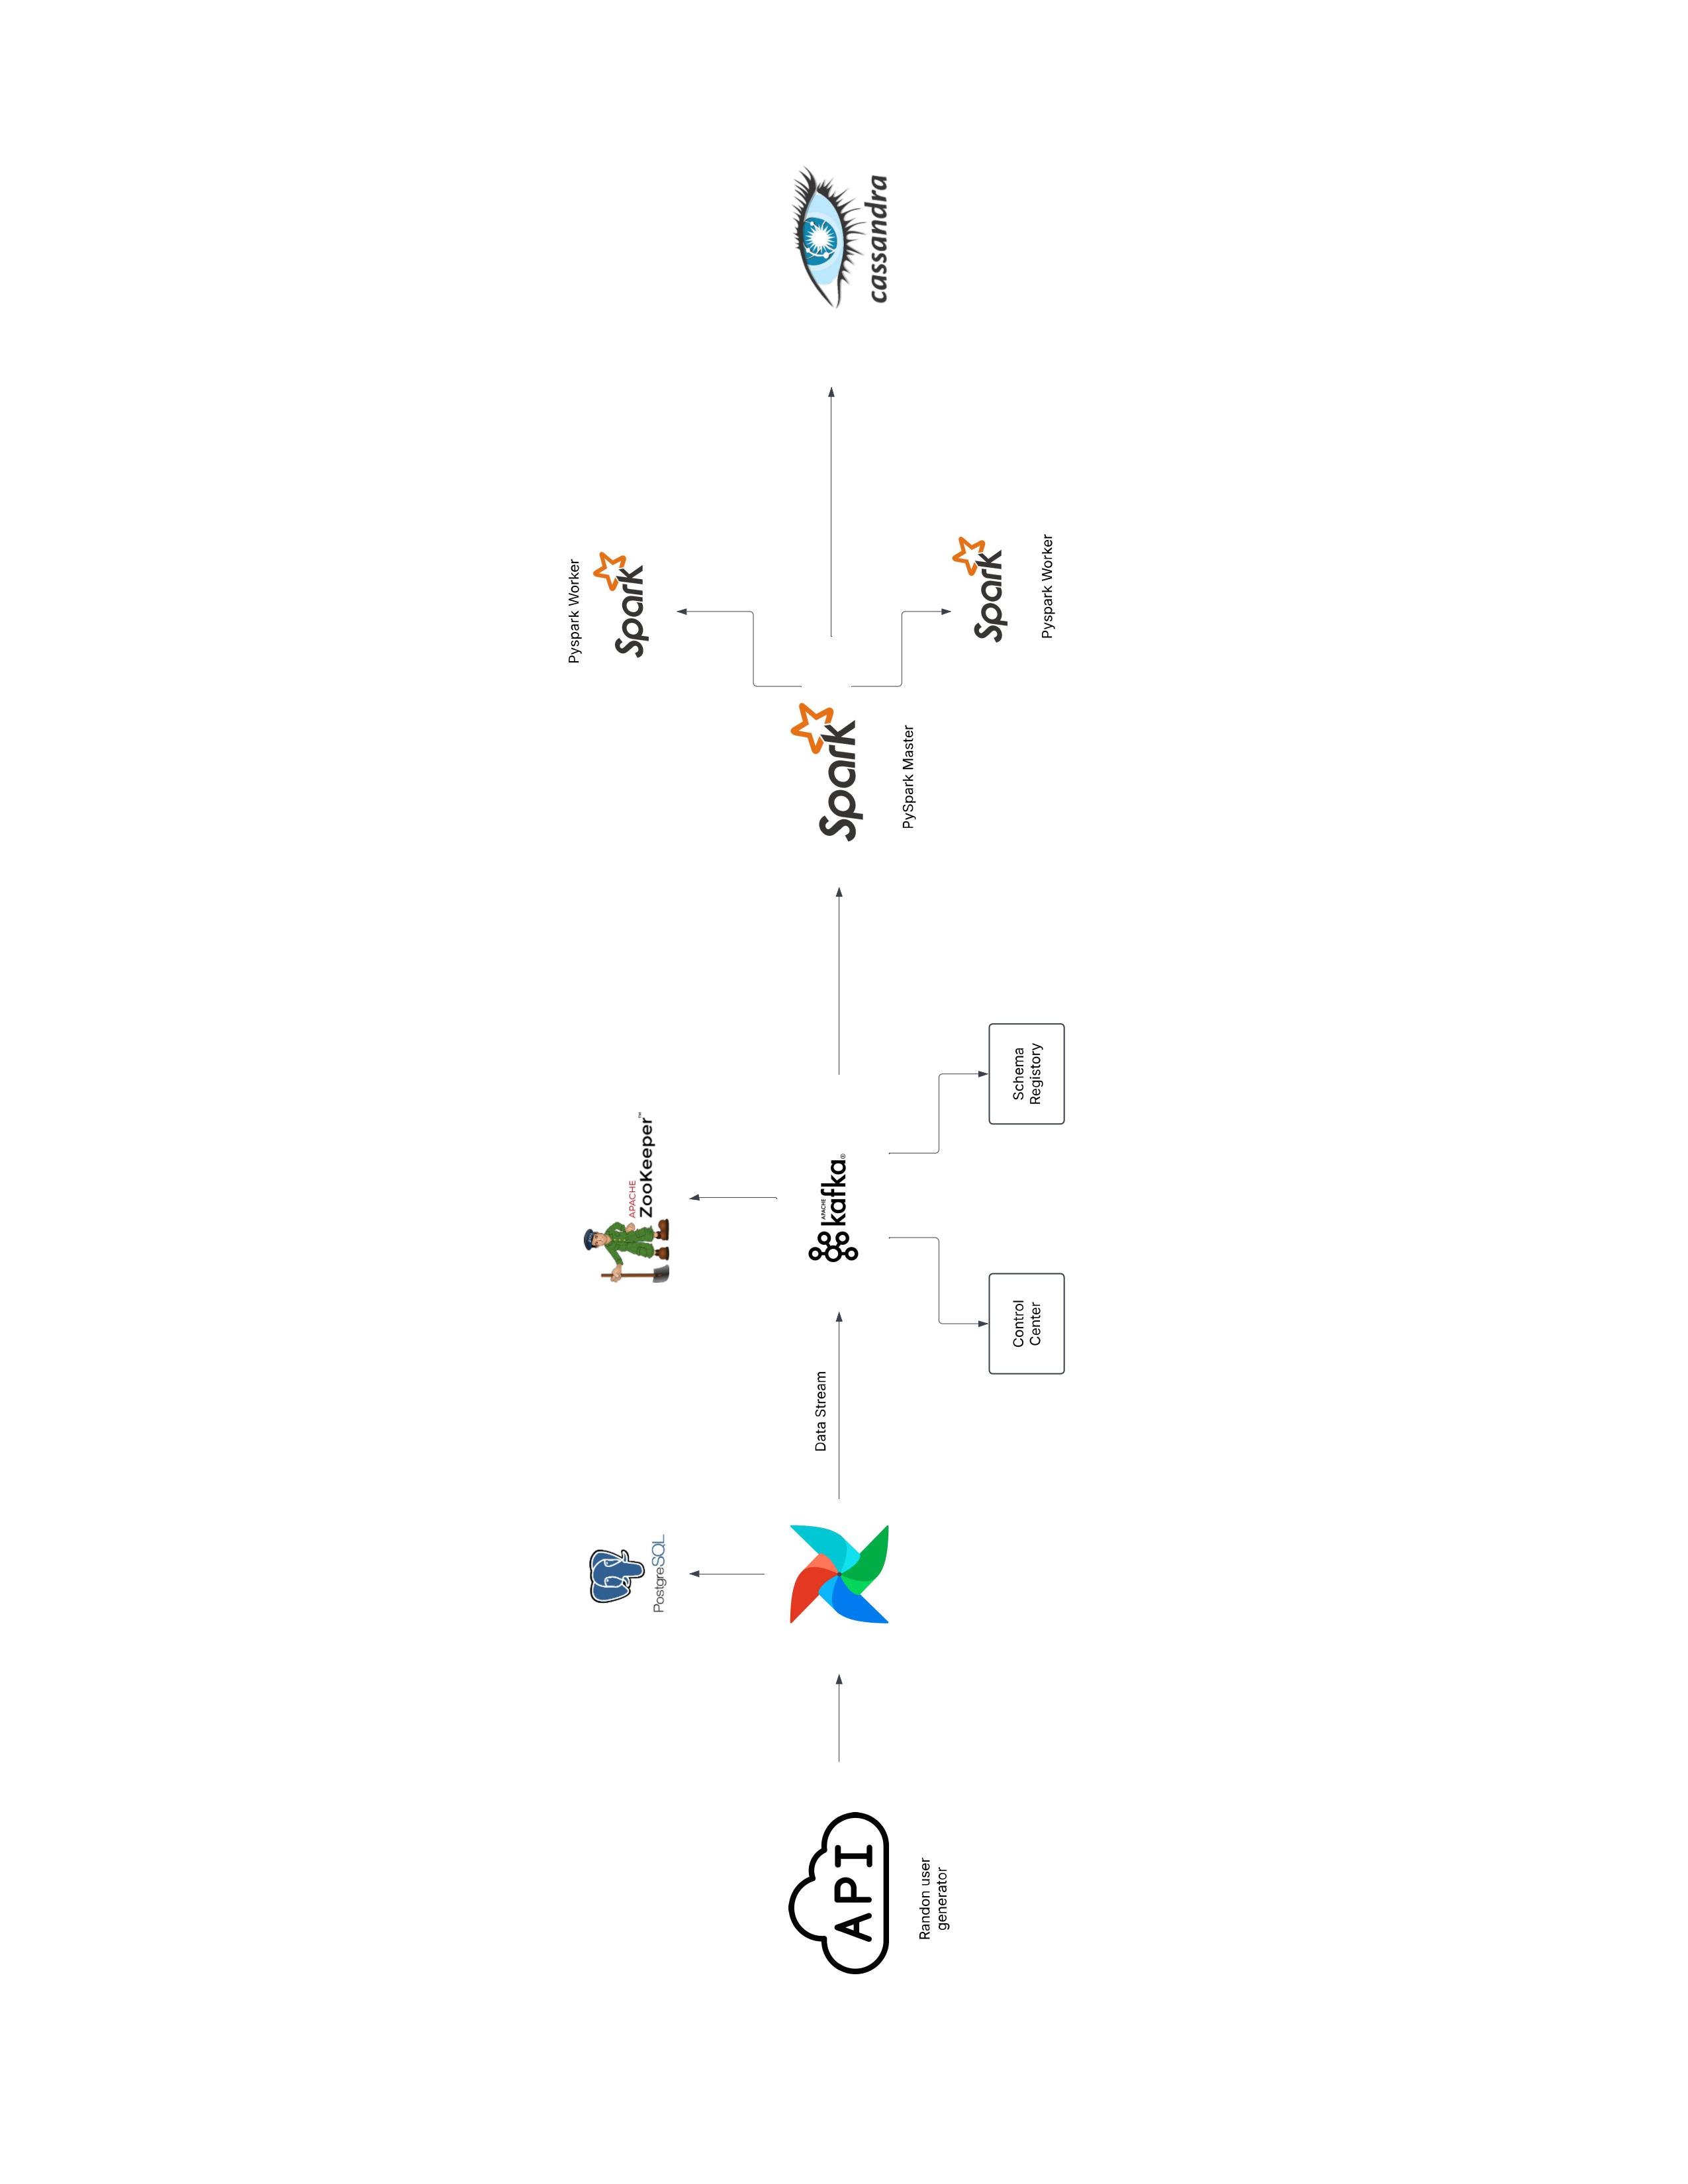 Pyspark Worker
Spark
PostgreSQL
APACHE
ZooKeeper™
API
Randon user
generator
Data Stream
APACHE
kafka®
Spark
PySpark Master
cassandra
Control
Center
Schema
Registory
Spark
Pyspark Worker